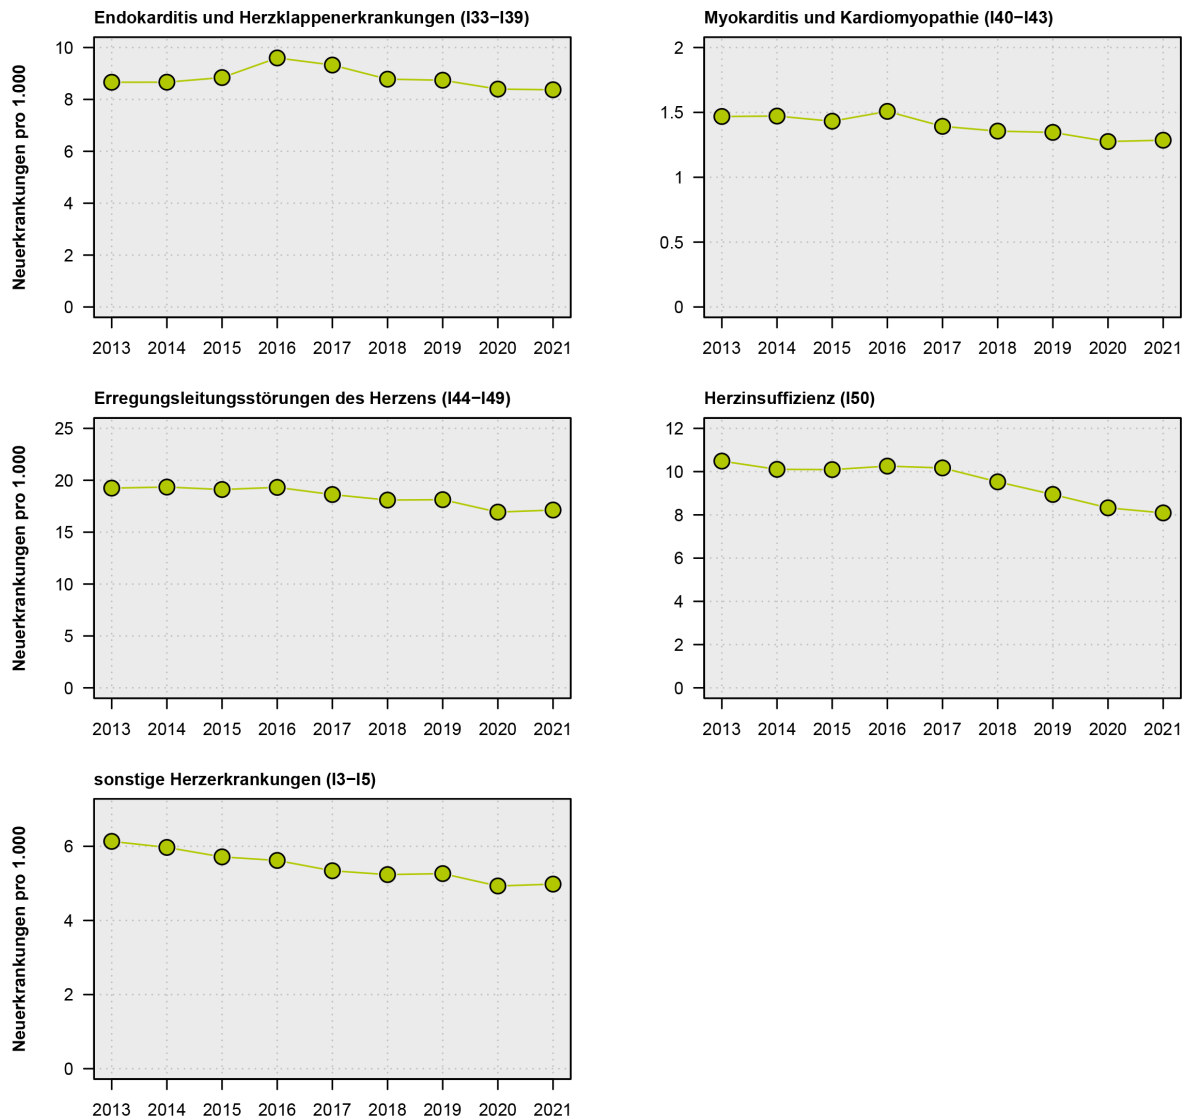 Endokarditis und Herzklappenerkrankungen (I33−I39)
Neuerkrankungen pro 1.000
10
8
6
4
2
0
2013 2014 2015 2016 2017 2018 2019 2020 2021
Myokarditis und Kardiomyopathie (I40−I43)
2
1.5
1
0.5
0
2013 2014 2015 2016 2017 2018 2019 2020 2021
Erregungsleitungsstörungen des Herzens (I44−I49)
Neuerkrankungen pro 1.000
25
20
15
10
5
0
2013 2014 2015 2016 2017 2018 2019 2020 2021
Herzinsuffizienz (I50)
12
10
8
6
4
2
0
2013 2014 2015 2016 2017 2018 2019 2020 2021
sonstige Herzerkrankungen (I3−I5)
Neuerkrankungen pro 1.000
6
4
2
0
2013 2014 2015 2016 2017 2018 2019 2020 2021